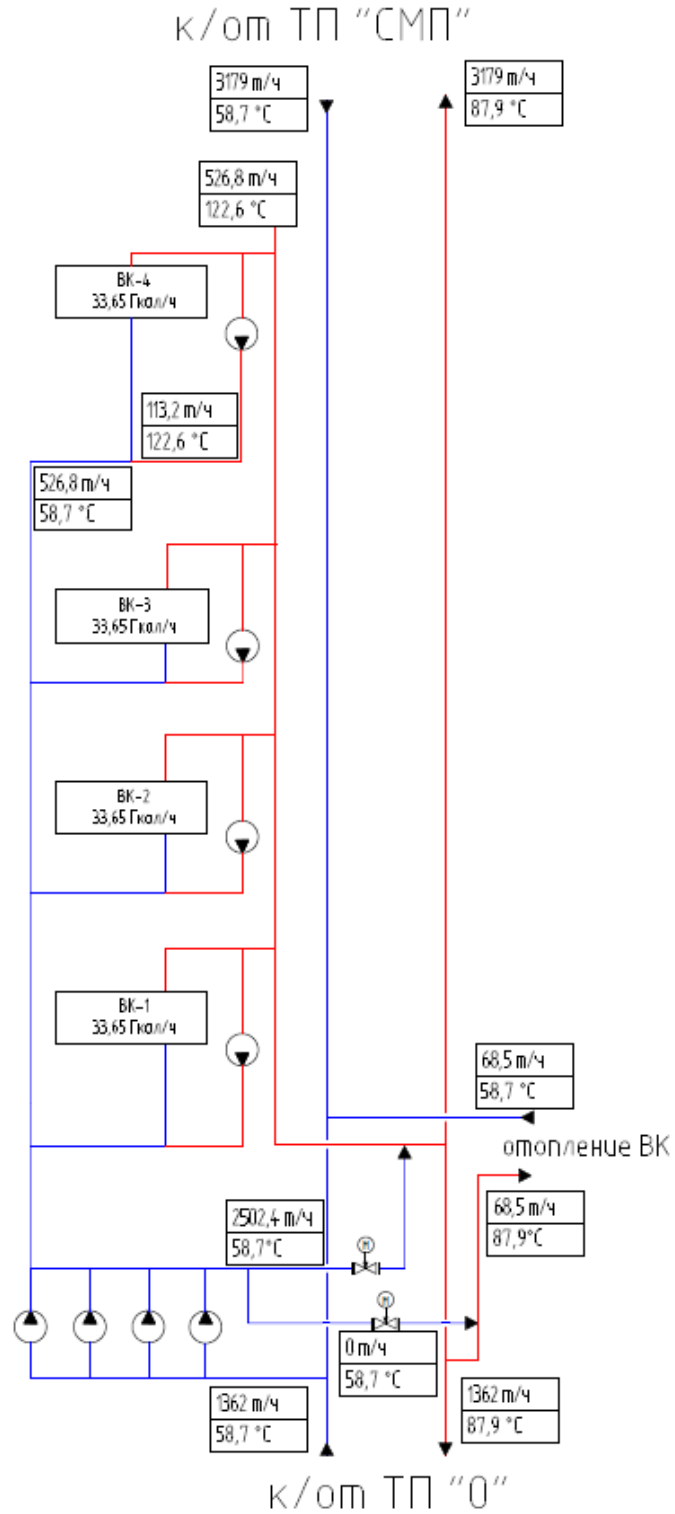 к/от ТП "СМП"
3179 т/ч
58,7 °С
3179 т/ч
87,9 °С
526,8 т/ч
122,6 °С
ВК-4
33,65 Гкал/ч
113,2 т/ч
122,6 °С
526,8 т/ч
58,7 °С
ВК-3
33,65 Гкал/ч
ВК-2
33,65 Гкал/ч
ВК-1
33,65 Гкал/ч
68,5 т/ч
58,7 °С
отопление ВК
68,5 т/ч
87,9°С
2502,4 т/ч
58,7°С
М
М
0 т/ч
58,7 °С
1362 т/ч
58,7 °С
1362 т/ч
87,9 °С
к/от ТП "О"